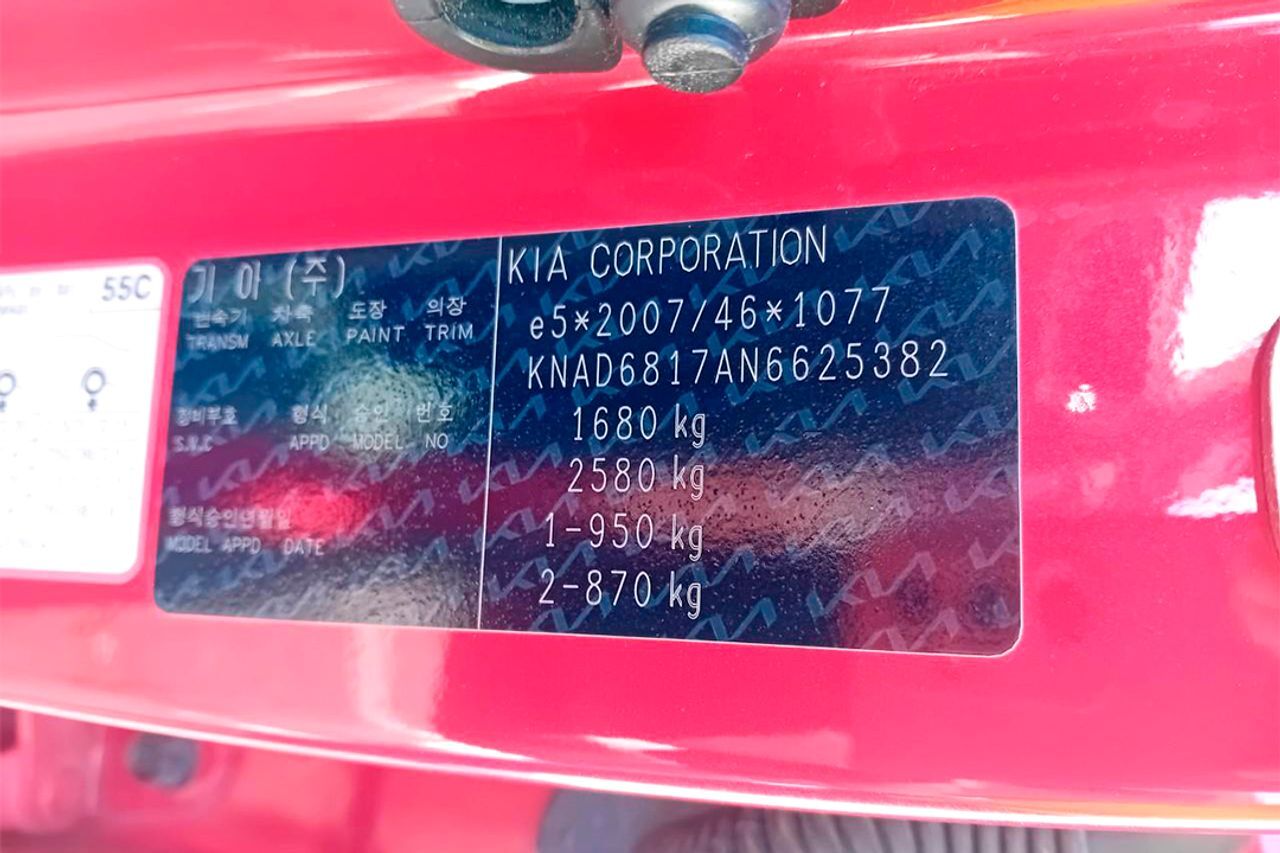 55C
기아(주)
변속기 차축 도장 의장
TRANSM AXLE PAINT TRIM
정비부호 형식 승인 번호
S.N.C APPD MODEL NO
형식승인년월일
MODEL APPD DATE
KIA CORPORATION
e5*2007/46*1077
KNAD6817AN6625382
1680 kg
2580 kg
1-950 kg
2-870 kg